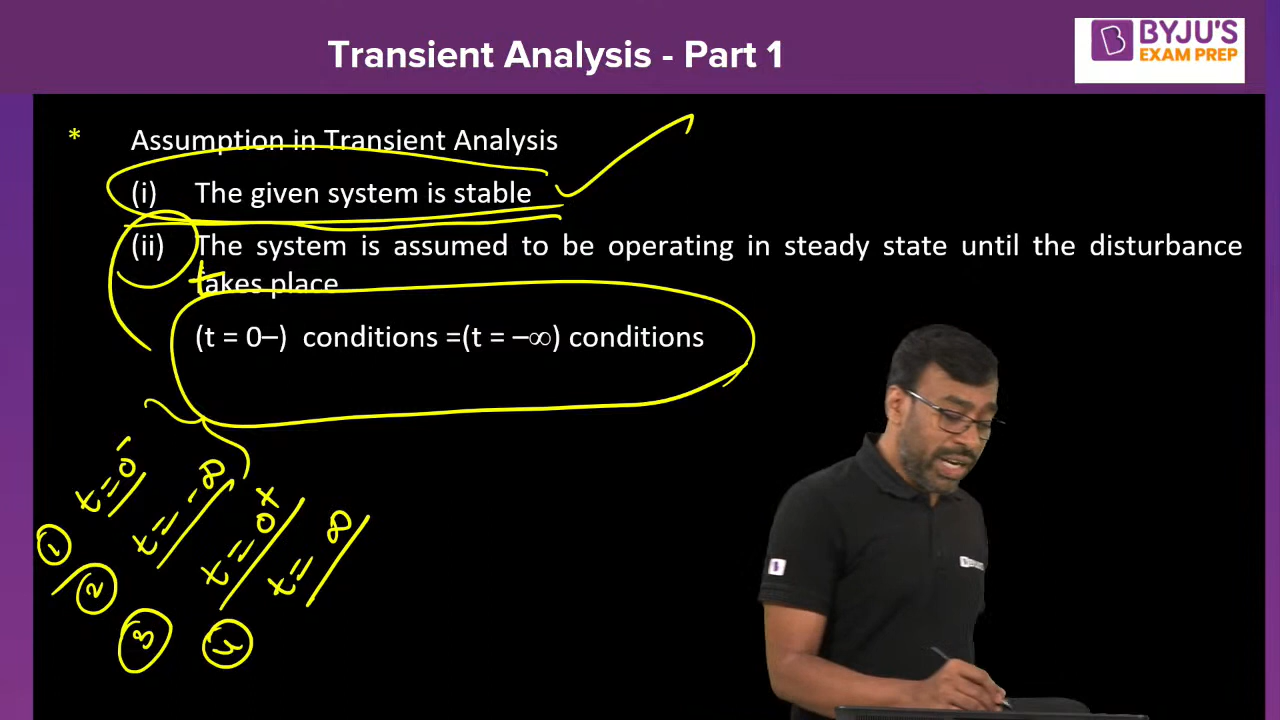 Transient Analysis - Part 1
BYJU'S
EXAM PREP
* Assumption in Transient Analysis
(i) The given system is stable
(ii) The system is assumed to be operating in steady state until the disturbance
takes place
(t = 0–) conditions =(t = –∞) conditions
① t=0⁻
② t=-∞
③ t=0⁺
④ t=∞